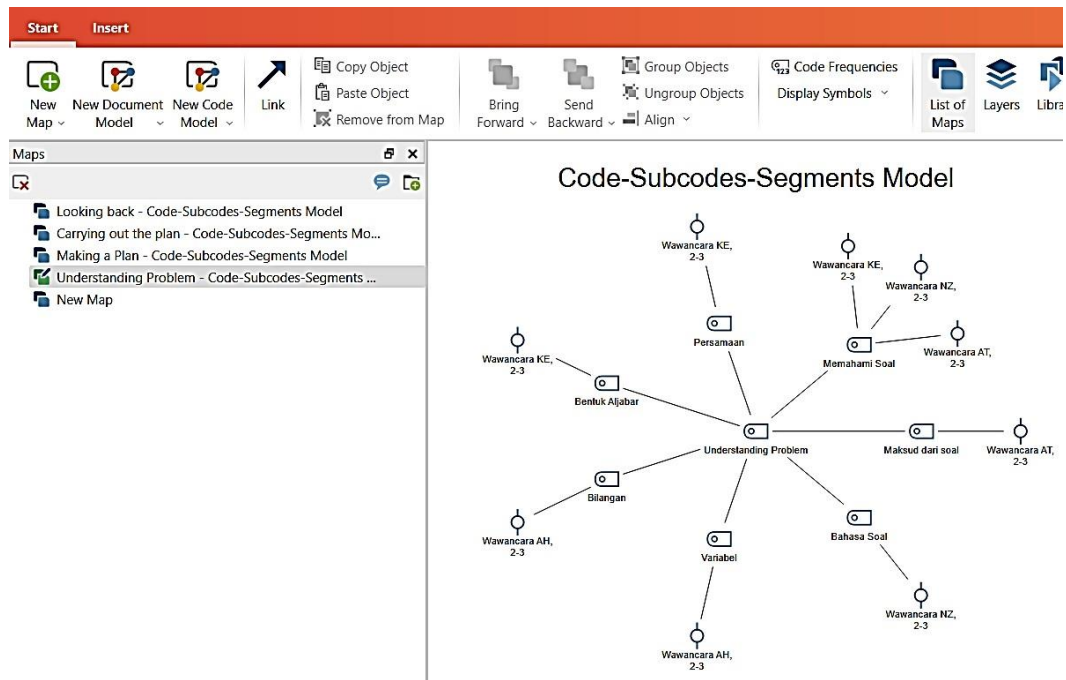 Start Insert
New Map
New Document Model
New Code Model
Link
Copy Object
Paste Object
Remove from Map
Bring Forward
Send Backward
Group Objects
Ungroup Objects
Align
Code Frequencies
Display Symbols
List of Maps
Layers
Libra
Maps
Looking back - Code-Subcodes-Segments Model
Carrying out the plan - Code-Subcodes-Segments Mo...
Making a Plan - Code-Subcodes-Segments Model
Understanding Problem - Code-Subcodes-Segments ...
New Map
Code-Subcodes-Segments Model
Wawancara KE,
2-3
Wawancara KE,
2-3
Wawancara NZ,
2-3
Persamaan
Memahami Soal
Wawancara AT,
2-3
Wawancara KE,
2-3
Bentuk Aljabar
Understanding Problem
Maksud dari soal
Wawancara AT,
2-3
Bilangan
Wawancara AH,
2-3
Variabel
Bahasa Soal
Wawancara NZ,
2-3
Wawancara AH,
2-3